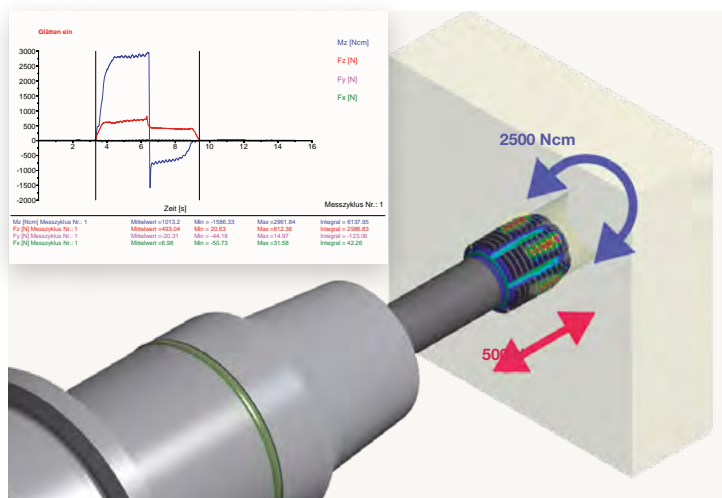 Glätten ein
Mz [Ncm]
Fz [N]
Fy [N]
Fx [N]
3000
2500
2000
1500
1000
500
0
-500
-1000
-1500
-2000
2 4 6 8 10 12 14 16
Zeit [s]
Messzyklus Nr.: 1
Mz [Ncm] Messzyklus Nr.: 1 Mittelwert =1013.2 Min = -1586.33 Max =2961.84 Integral = 6137.95
Fz [N] Messzyklus Nr.: 1 Mittelwert =493.04 Min = 20.63 Max =812.36 Integral = 2986.83
Fy [N] Messzyklus Nr.: 1 Mittelwert =-20.31 Min = -44.18 Max =14.97 Integral = -123.06
Fx [N] Messzyklus Nr.: 1 Mittelwert =6.98 Min = -50.73 Max =31.58 Integral = 42.26
2500 Ncm
500